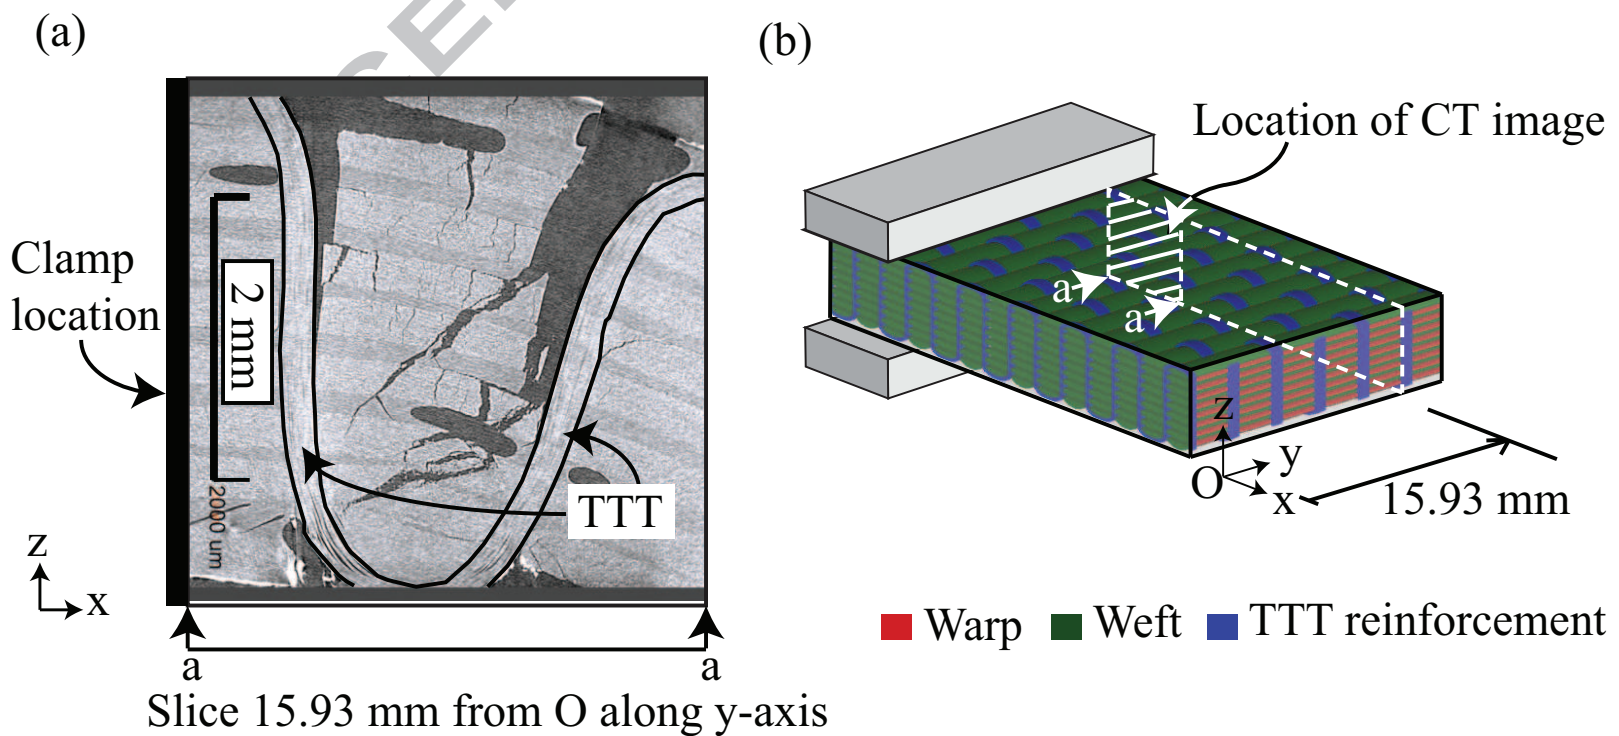 (a)
CE
(b)
Location of CT image
Clamp
location
2 mm
2000 um
TTT
a
a
z
x
z
y
O
x
15.93 mm
Warp
Weft
TTT reinforcement
a
a
Slice 15.93 mm from O along y-axis